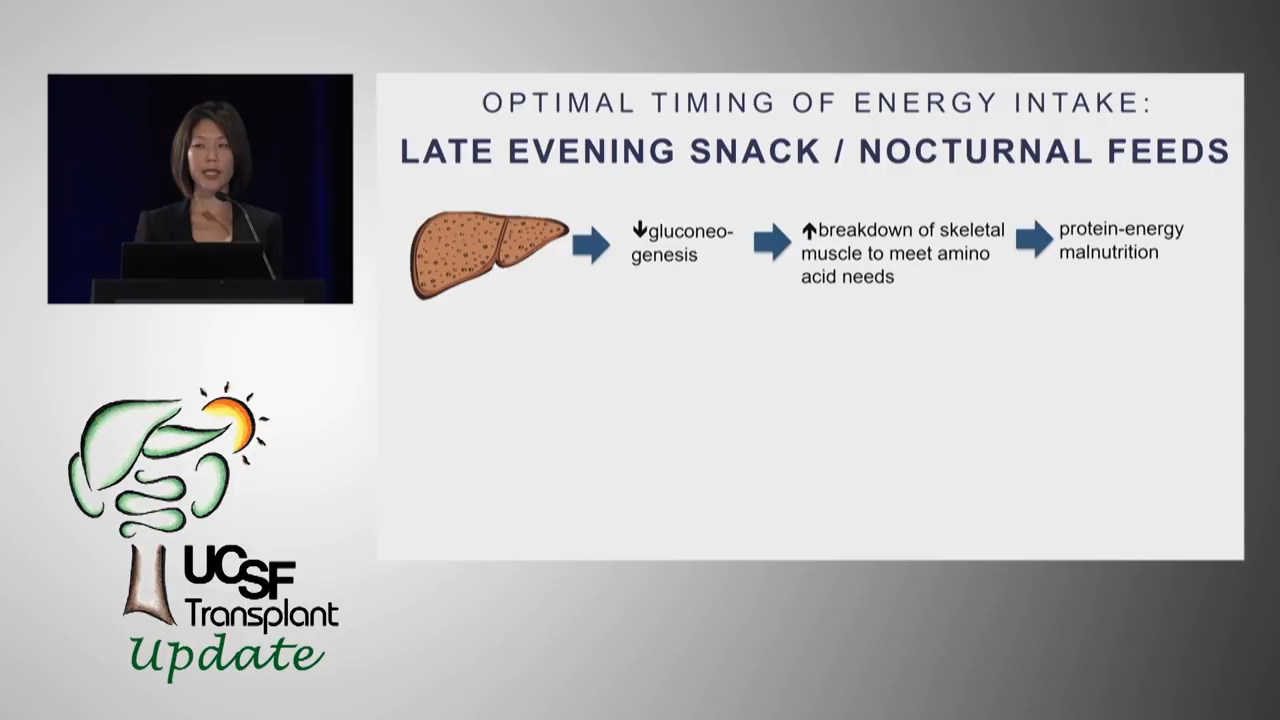 OPTIMAL TIMING OF ENERGY INTAKE:
LATE EVENING SNACK / NOCTURNAL FEEDS
↓gluconeo-
genesis
↑breakdown of skeletal
muscle to meet amino
acid needs
protein-energy
malnutrition
UCSF
Transplant
Update